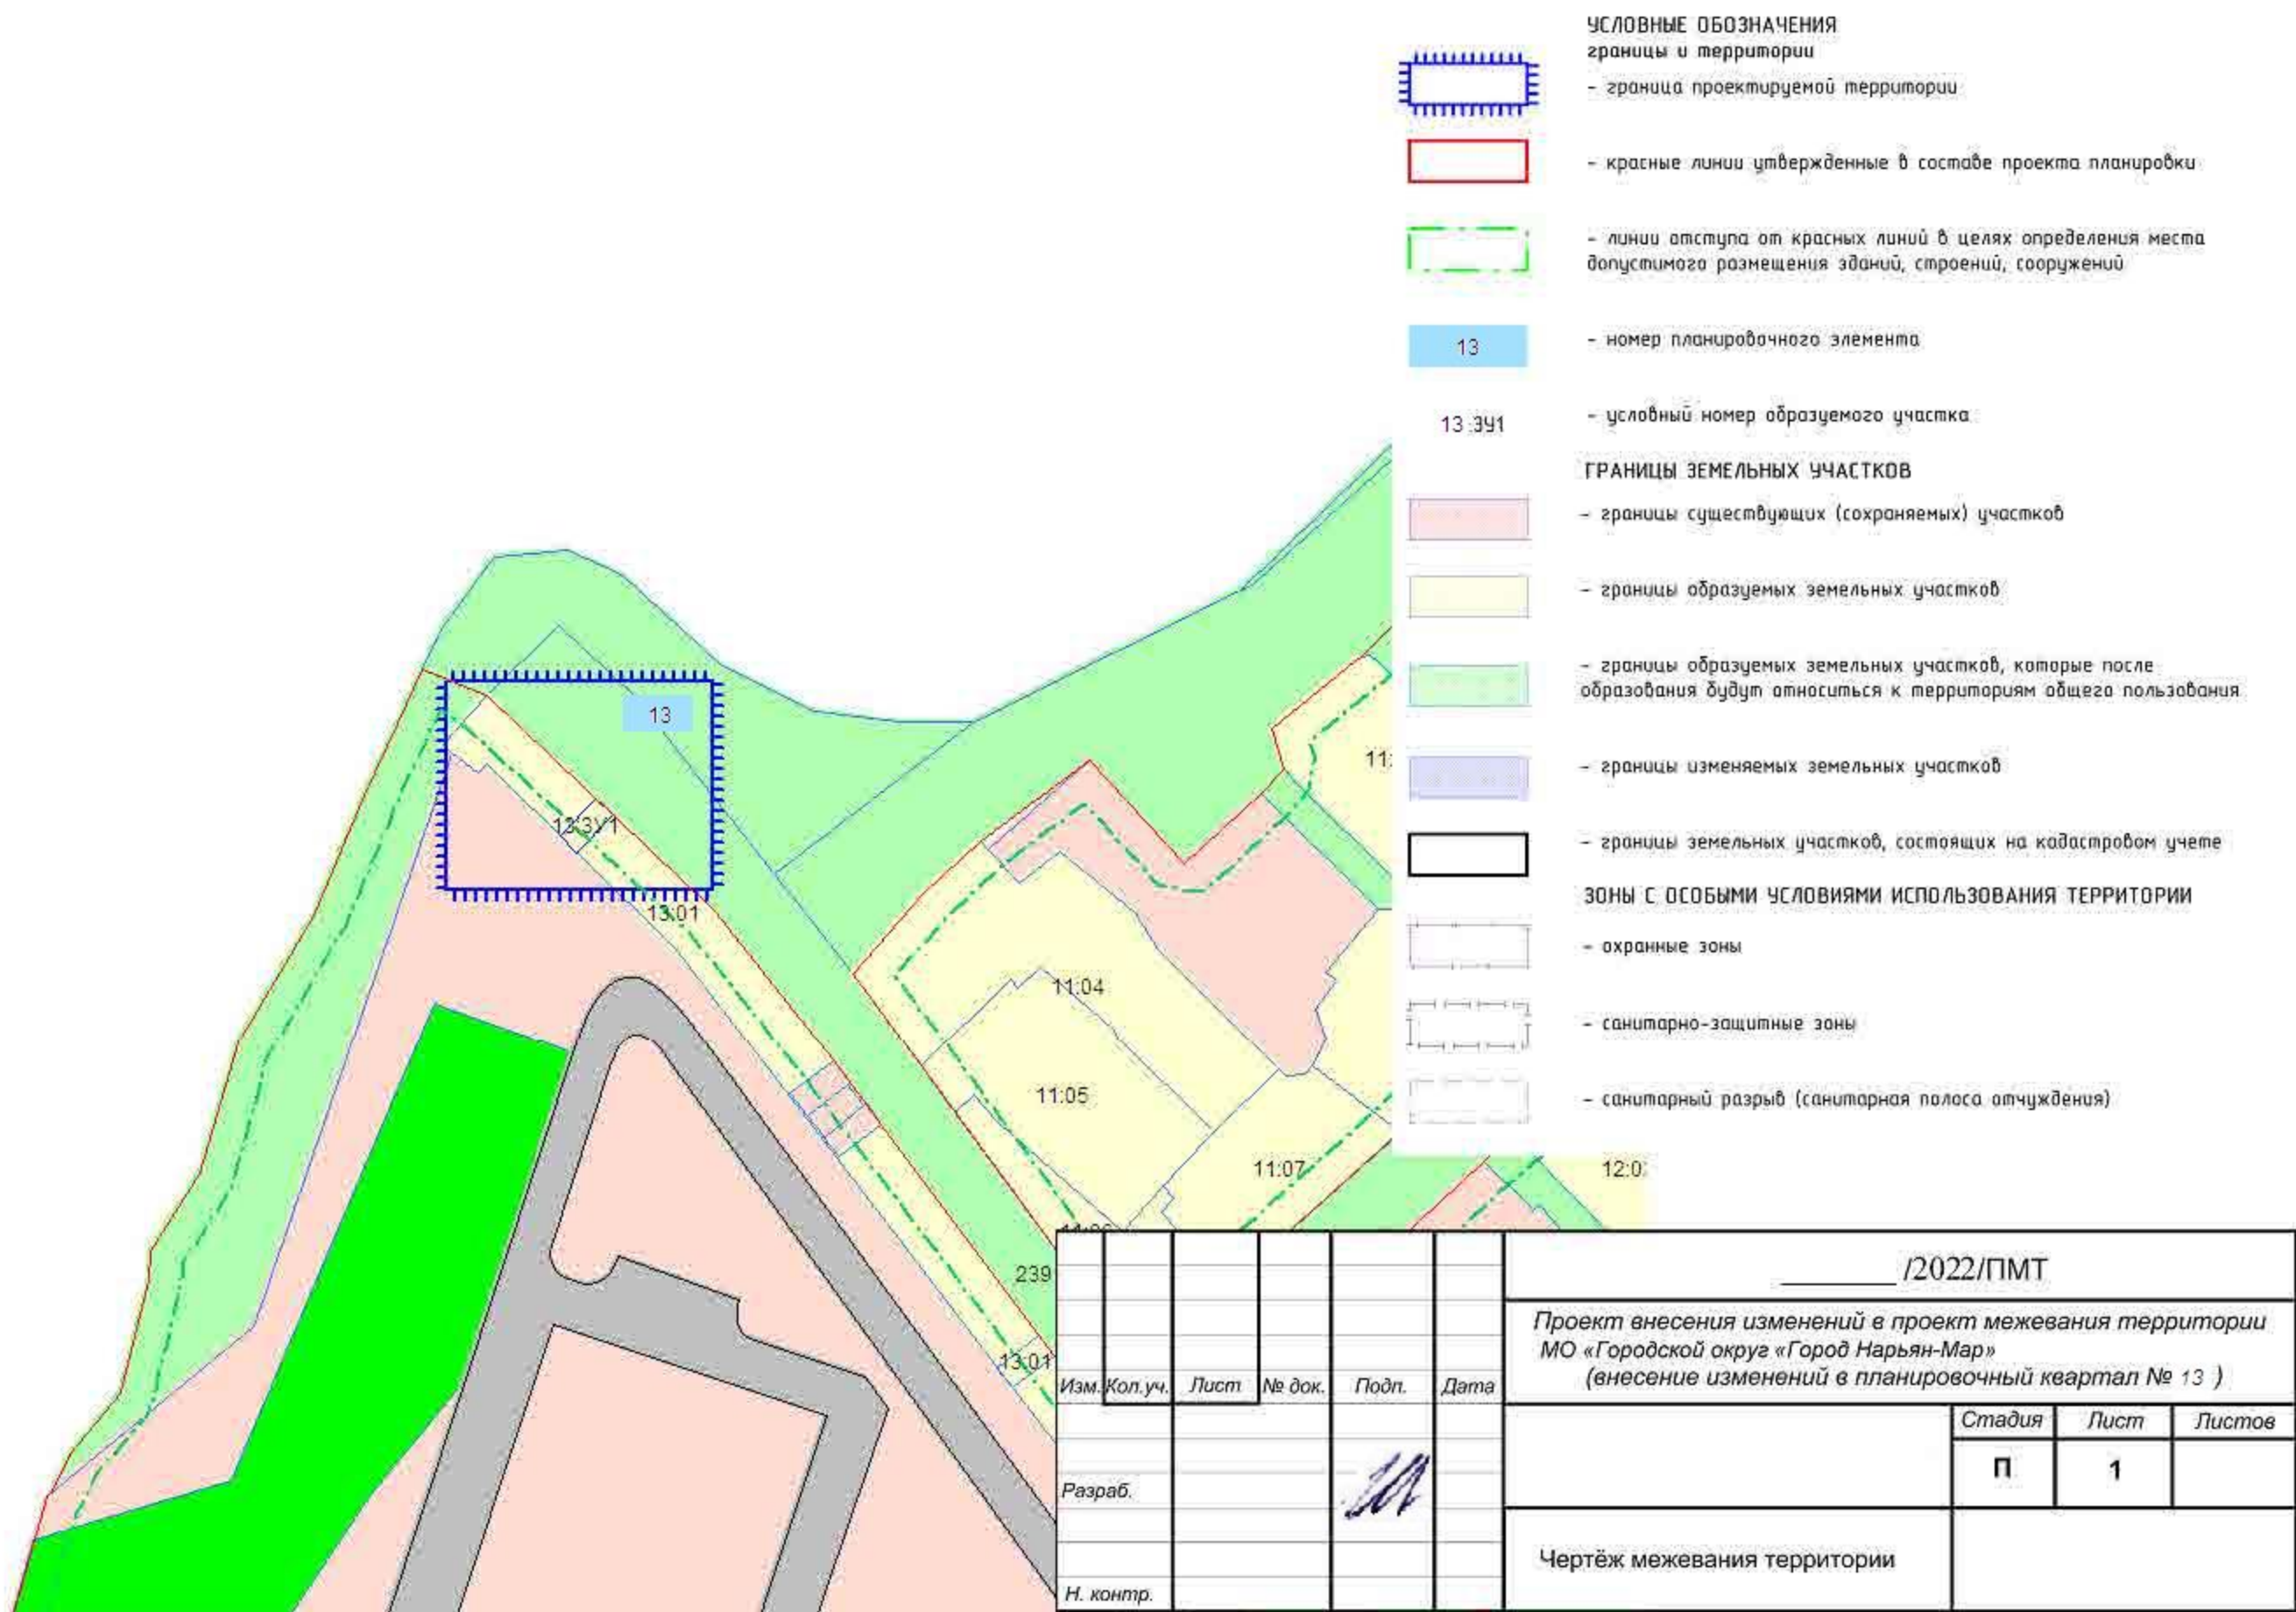 УСЛОВНЫЕ ОБОЗНАЧЕНИЯ
границы и территории
- граница проектируемой территории
- красные линии утвержденные в составе проекта планировки
- линии отступа от красных линий в целях определения места
допустимого размещения зданий, строений, сооружений
13
- номер планировочного элемента
13 :ЗУ1
- условный номер образуемого участка
ГРАНИЦЫ ЗЕМЕЛЬНЫХ УЧАСТКОВ
- границы существующих (сохраняемых) участков
- границы образуемых земельных участков
- границы образуемых земельных участков, которые после
образования будут относиться к территориям общего пользования
- границы изменяемых земельных участков
- границы земельных участков, состоящих на кадастровом учете
ЗОНЫ С ОСОБЫМИ УСЛОВИЯМИ ИСПОЛЬЗОВАНИЯ ТЕРРИТОРИИ
- охранные зоны
- санитарно-защитные зоны
- санитарный разрыв (санитарная полоса отчуждения)
13
11:
13:ЗУ1
13:01
11:04
11:05
11:07
12:0
239
13:01
/2022/ПМТ
Проект внесения изменений в проект межевания территории
МО «Городской округ «Город Нарьян-Мар»
(внесение изменений в планировочный квартал № 13 )
Изм. Кол.уч. Лист № док. Подп. Дата
Стадия Лист Листов
П 1
Разраб.
Чертёж межевания территории
Н. контр.